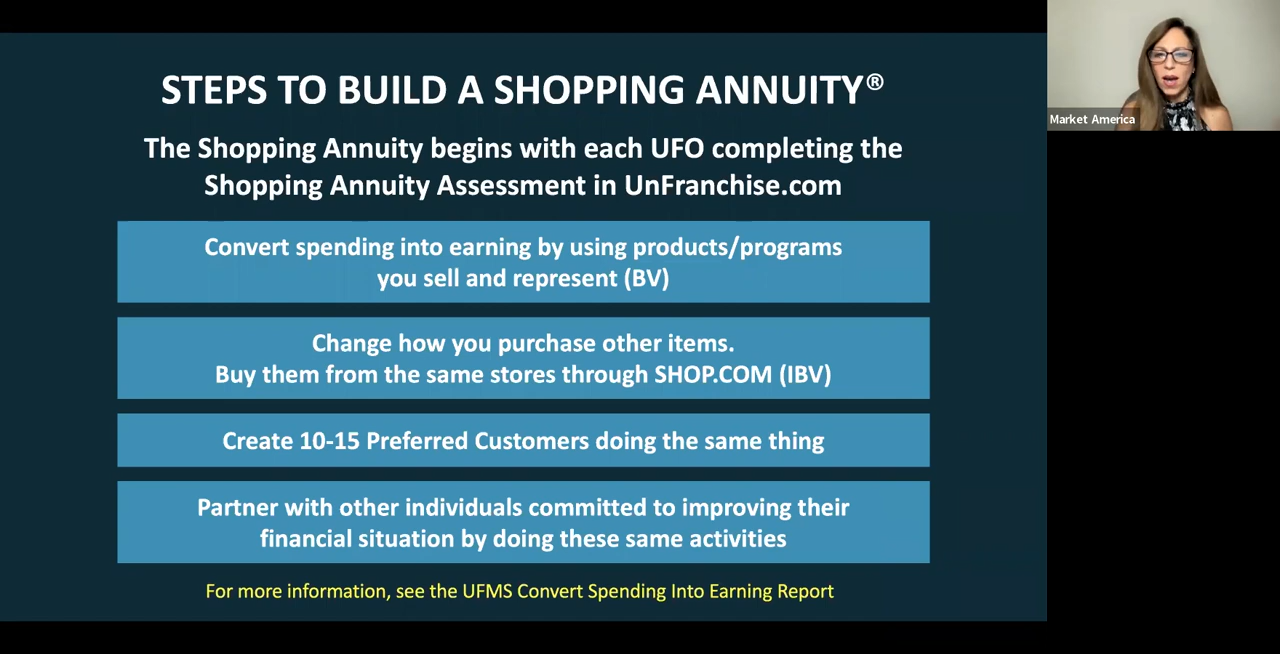 STEPS TO BUILD A SHOPPING ANNUITY®
The Shopping Annuity begins with each UFO completing the
Shopping Annuity Assessment in UnFranchise.com
Convert spending into earning by using products/programs
you sell and represent (BV)
Change how you purchase other items.
Buy them from the same stores through SHOP.COM (IBV)
Create 10-15 Preferred Customers doing the same thing
Partner with other individuals committed to improving their
financial situation by doing these same activities
For more information, see the UFMS Convert Spending Into Earning Report
Market America